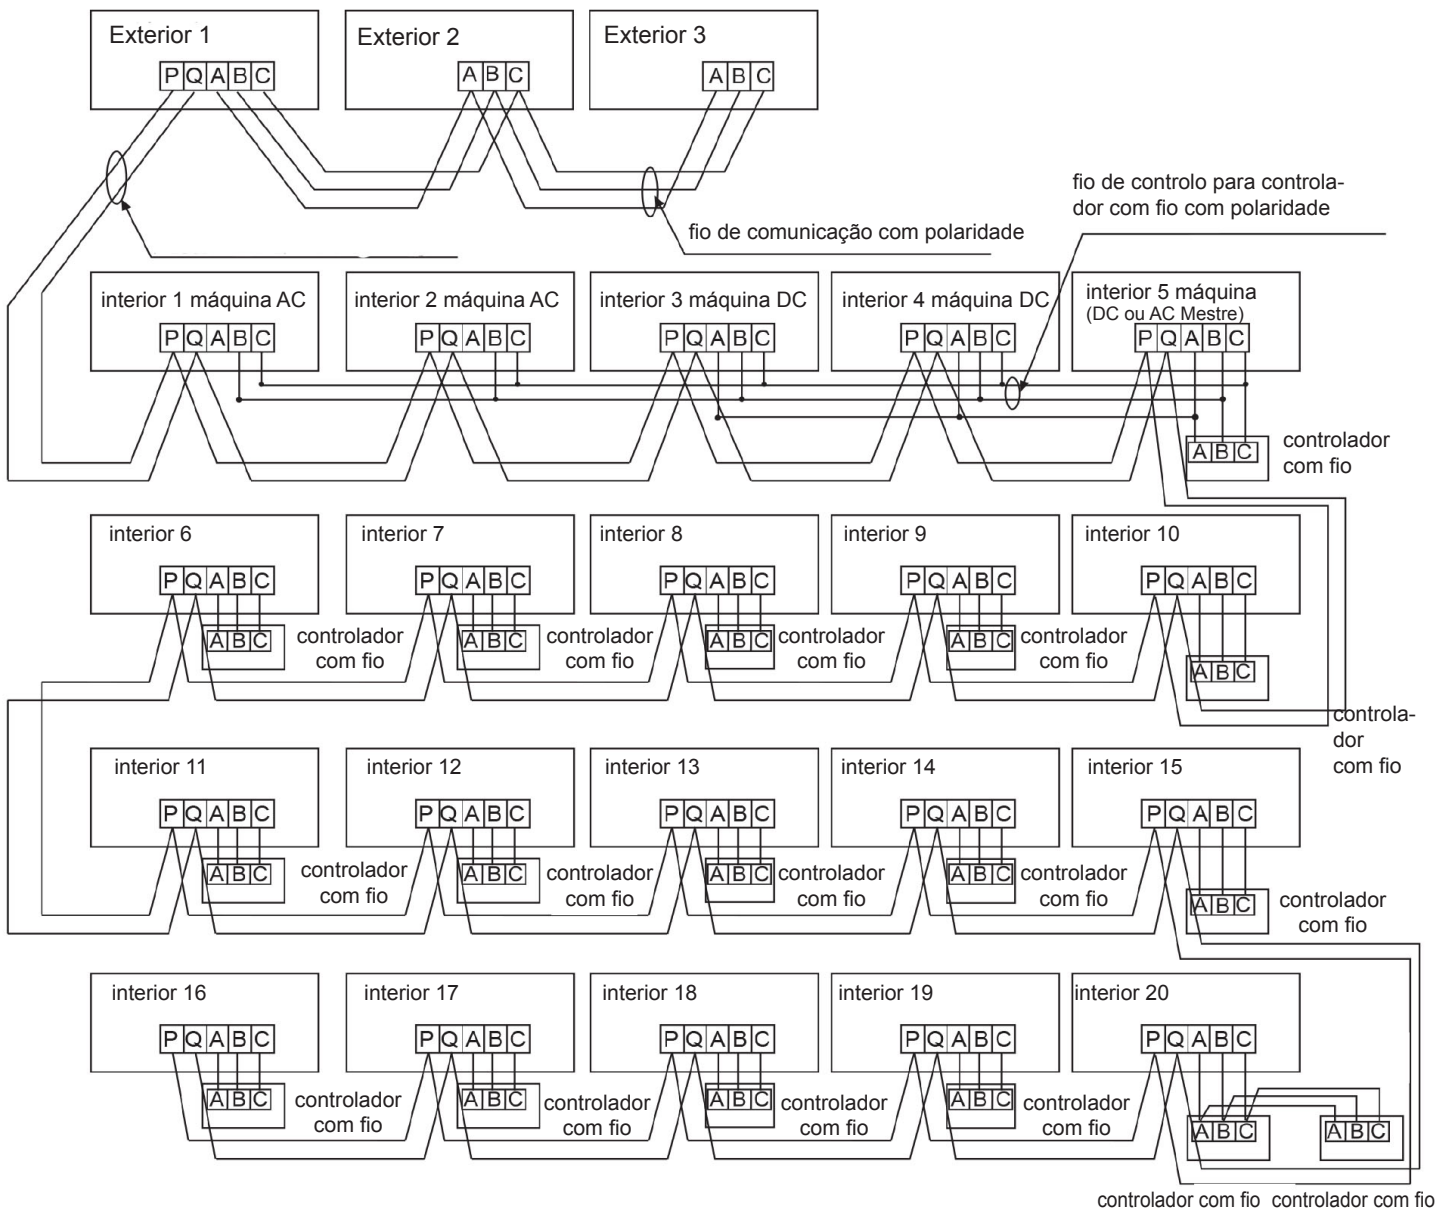 Exterior 1
Exterior 2
Exterior 3
P Q A B C
A B C
A B C
fio de controlo para controla-
dor com fio com polaridade
fio de comunicação com polaridade
interior 1 máquina AC
interior 2 máquina AC
interior 3 máquina DC
interior 4 máquina DC
interior 5 máquina
(DC ou AC Mestre)
P Q A B C
P Q A B C
P Q A B C
P Q A B C
P Q A B C
A B C
controlador
com fio
interior 6
interior 7
interior 8
interior 9
interior 10
P Q A B C
P Q A B C
P Q A B C
P Q A B C
P Q A B C
A B C
controlador
com fio
A B C
controlador
com fio
A B C
controlador
com fio
A B C
controlador
com fio
A B C
controla-
dor
com fio
interior 11
interior 12
interior 13
interior 14
interior 15
P Q A B C
P Q A B C
P Q A B C
P Q A B C
P Q A B C
A B C
controlador
com fio
A B C
controlador
com fio
A B C
controlador
com fio
A B C
controlador
com fio
A B C
controlador
com fio
interior 16
interior 17
interior 18
interior 19
interior 20
P Q A B C
P Q A B C
P Q A B C
P Q A B C
P Q A B C
A B C
controlador
com fio
A B C
controlador
com fio
A B C
controlador
com fio
A B C
controlador
com fio
A B C
A B C
controlador com fio
controlador com fio